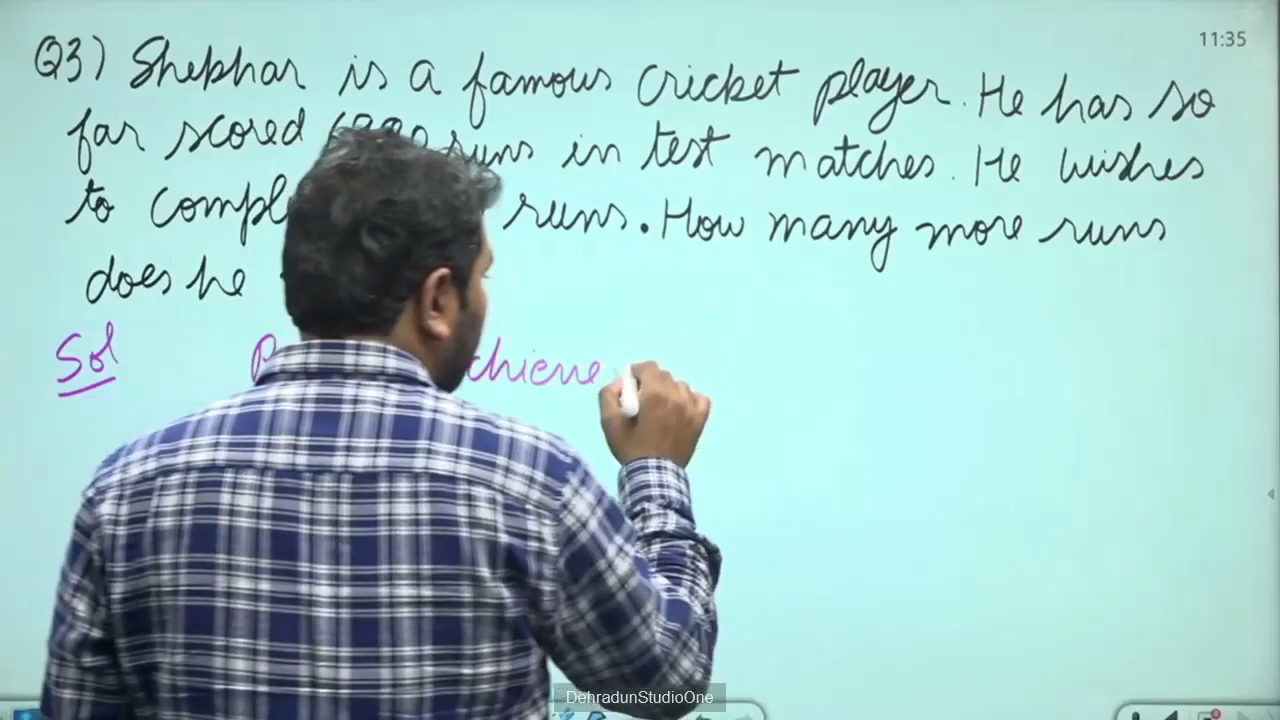 11:35
Q3) Shekhar is a famous cricket player. He has so
far scored runs in test matches. He wishes
to runs. How many more runs
does he
Sol
DehradunStudioOne